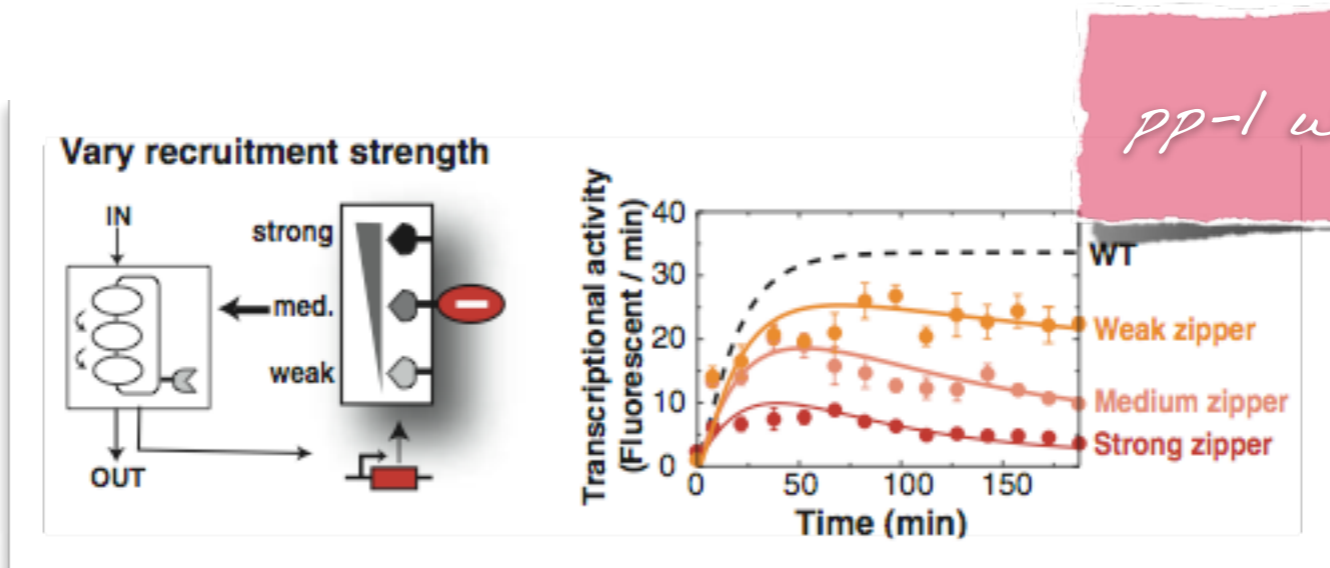 pp-1
Vary recruitment strength
IN
strong
med.
weak
OUT
Transcriptional activity
(Fluorescent / min)
40
30
20
10
0
0
50
100
150
Time (min)
WT
Weak zipper
Medium zipper
Strong zipper